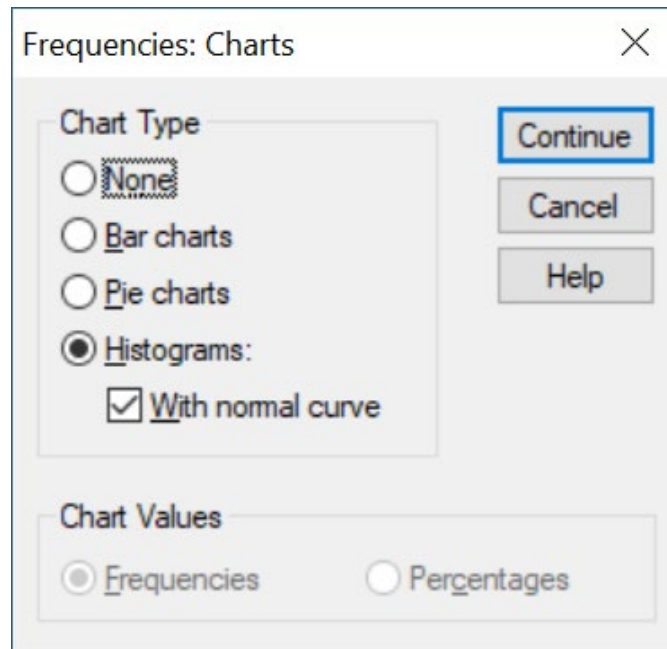 Frequencies: Charts
Chart Type
None
Bar charts
Pie charts
Histograms:
With normal curve
Continue
Cancel
Help
Chart Values
Frequencies
Percentages